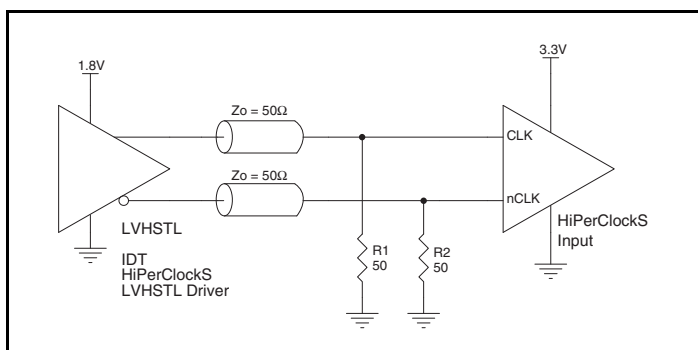 1.8V
3.3V
Zo = 50Ω
CLK
Zo = 50Ω
nCLK
LVHSTL
HiPerClockS
Input
IDT
HiPerClockS
LVHSTL Driver
R1
50
R2
50